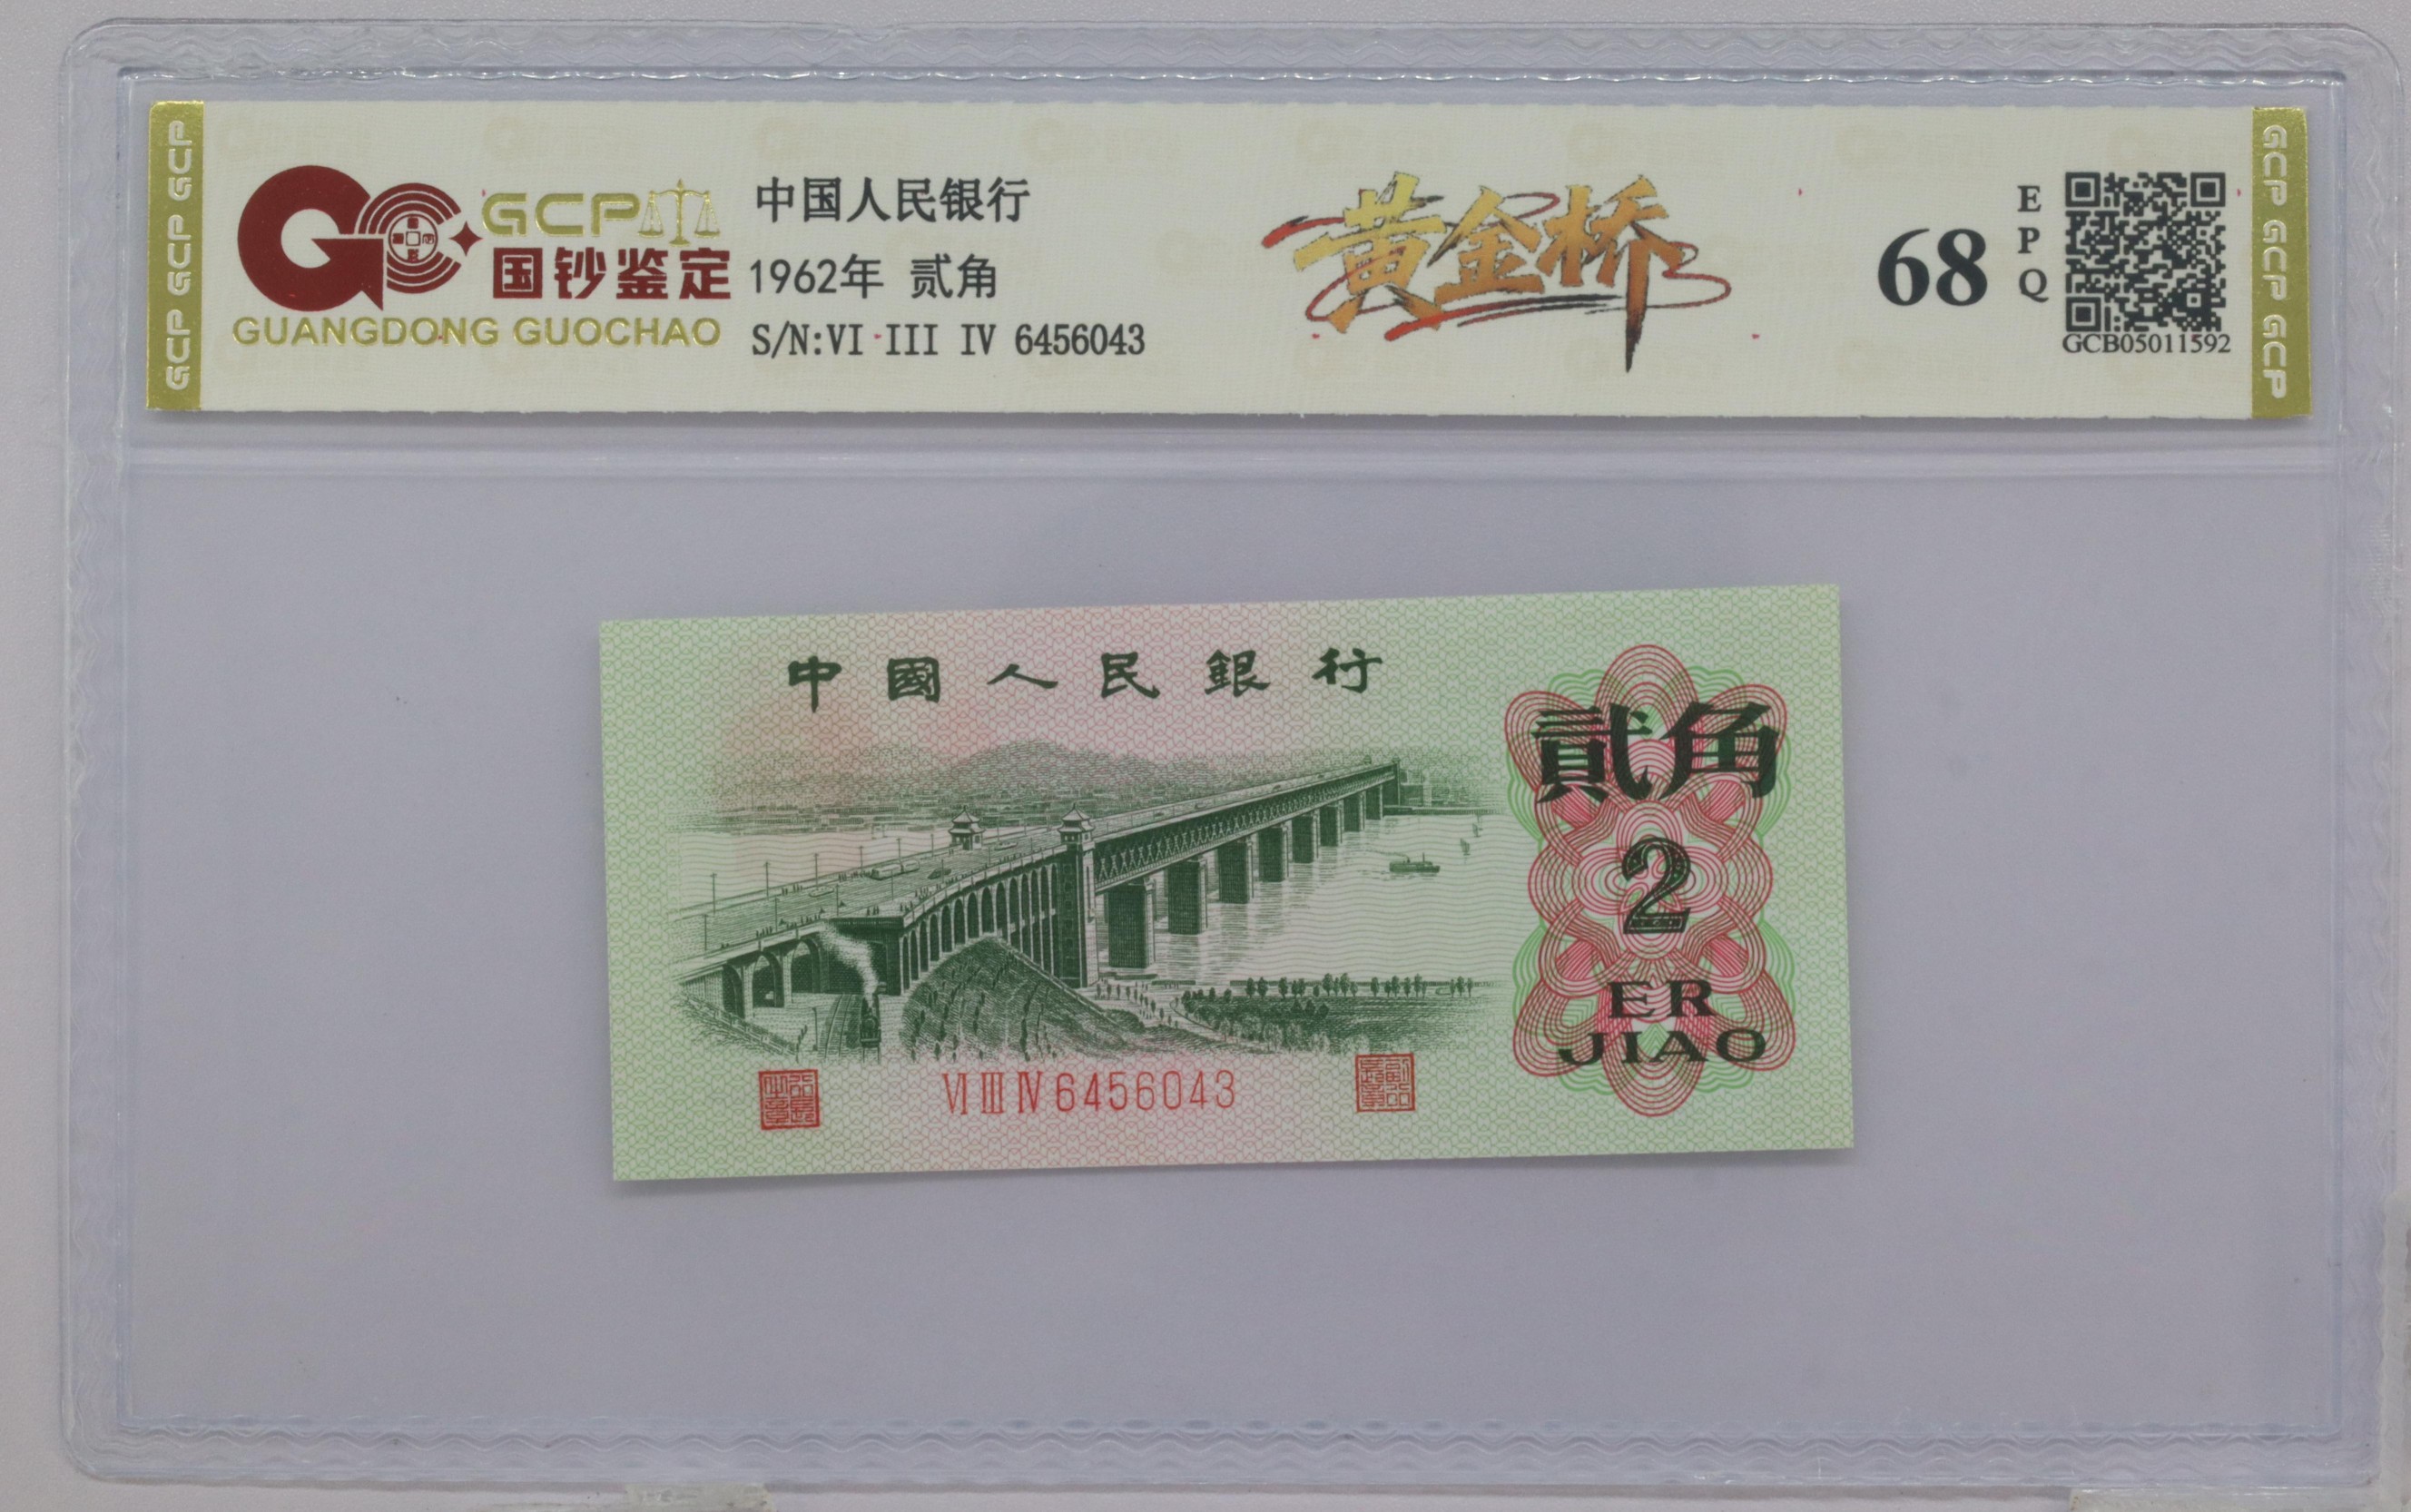 GCP GCP GCP
GCP
国钞鉴定
GUANGDONG GUOCHAO
中国人民银行
1962年 贰角
S/N:VI III IV 6456043
黄金桥
68
EPQ
GCB05011592
GCP GCP GCP
中國人民銀行
貳角
2
ER
JIAO
VI III IV 6456043